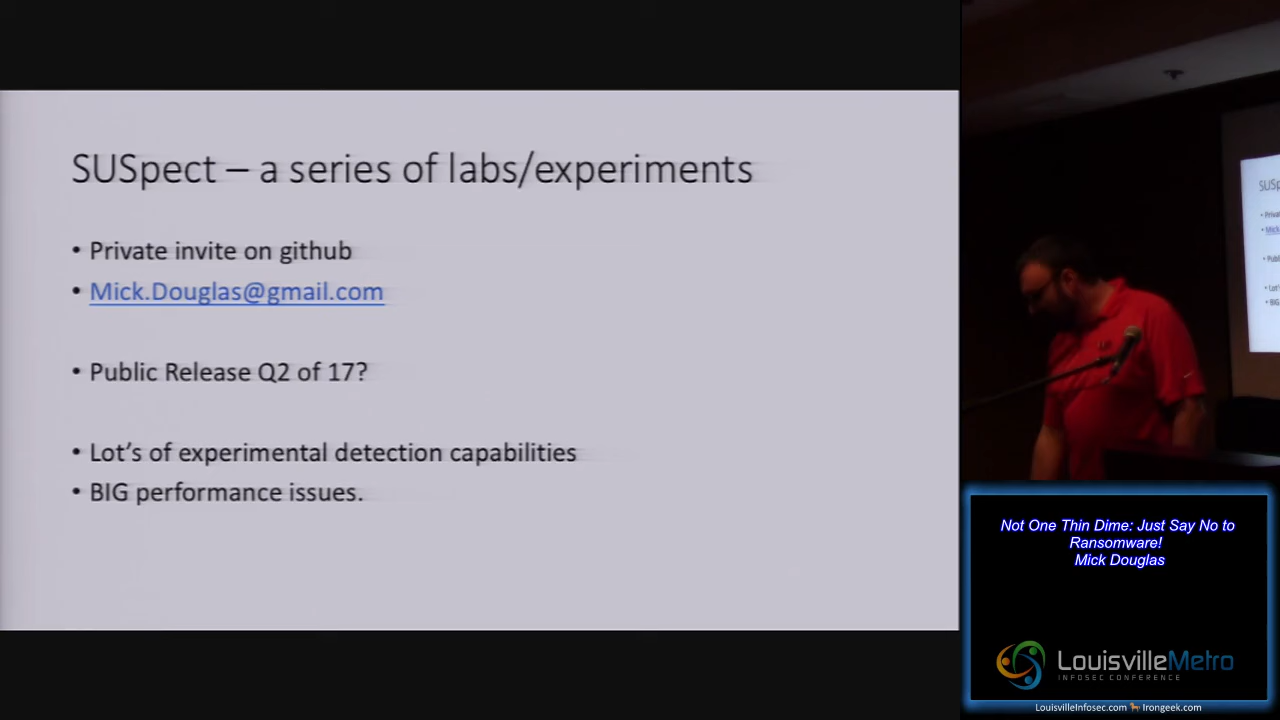 SUSpect – a series of labs/experiments
• Private invite on github
• Mick.Douglas@gmail.com
• Public Release Q2 of 17?
• Lot's of experimental detection capabilities
• BIG performance issues.
Not One Thin Dime: Just Say No to
Ransomware!
Mick Douglas
LouisvilleMetro
INFOSEC CONFERENCE
LouisvilleInfosec.com Irongeek.com